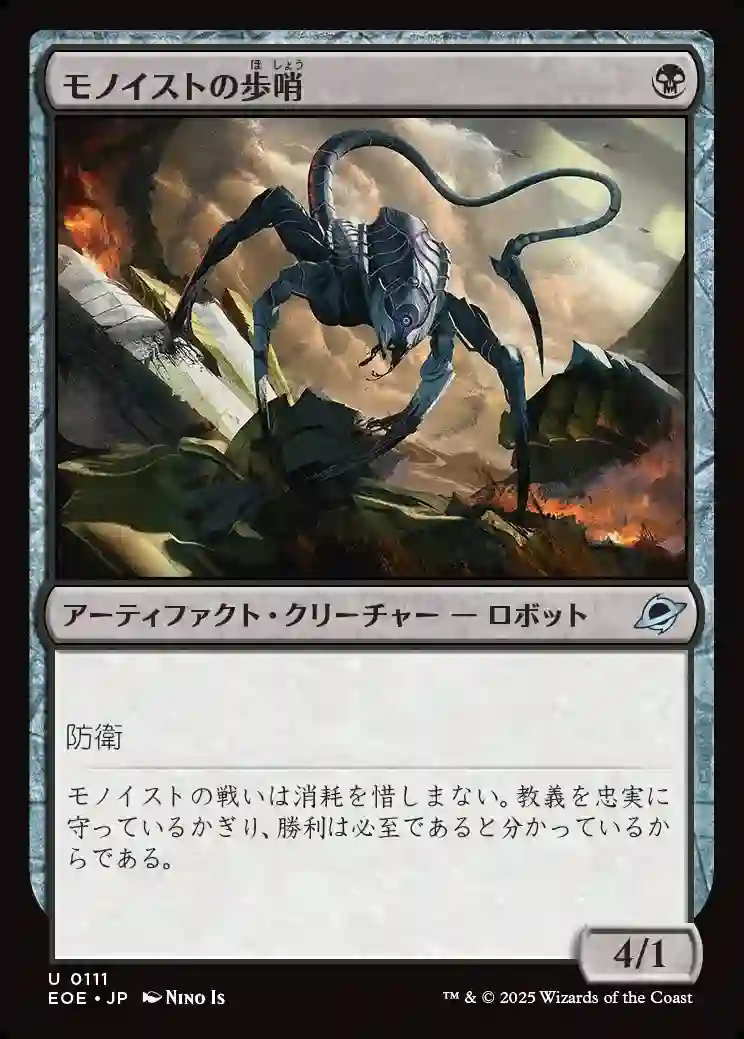 ほ しょう
モノイストの歩哨
アーティファクト・クリーチャー — ロボット
防衛
モノイストの戦いは消耗を惜しまない。教義を忠実に
守っているかぎり、勝利は必至であると分かっているか
らである。
4/1
U 0111
EOE • JP Nino Is
™ & © 2025 Wizards of the Coast